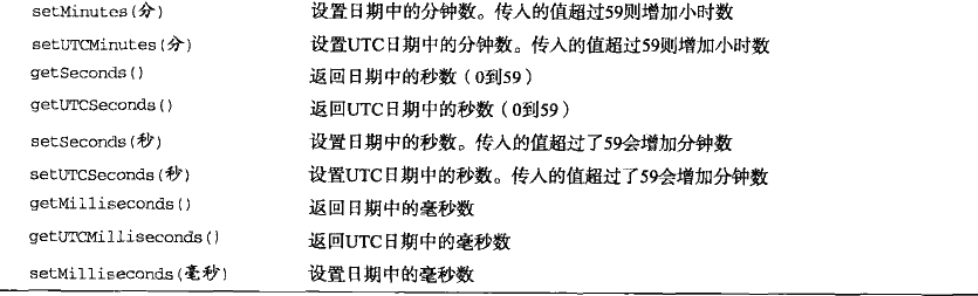 setMinutes(分) 设置日期中的分钟数。传入的值超过59则增加小时数
setUTCMinutes(分) 设置UTC日期中的分钟数。传入的值超过59则增加小时数
getSeconds() 返回日期中的秒数（0到59）
getUTCSeconds() 返回UTC日期中的秒数（0到59）
setSeconds(秒) 设置日期中的秒数。传入的值超过了59会增加分钟数
setUTCSeconds(秒) 设置UTC日期中的秒数。传入的值超过了59会增加分钟数
getMilliseconds() 返回日期中的毫秒数
getUTCMilliseconds() 返回UTC日期中的毫秒数
setMilliseconds(毫秒) 设置日期中的毫秒数